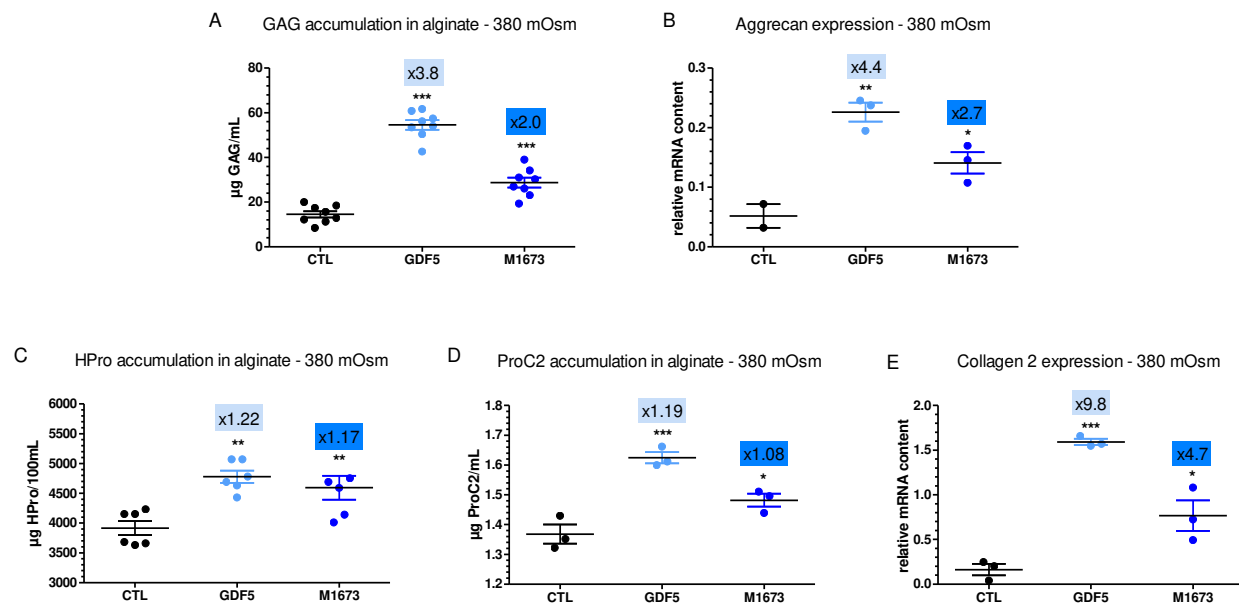 A
GAG accumulation in alginate - 380 mOsm
µg GAG/mL
80
60
40
20
0
x3.8
***
x2.0
***
CTL
GDF5
M1673
B
Aggrecan expression - 380 mOsm
relative mRNA content
0.3
0.2
0.1
0.0
x4.4
**
x2.7
*
CTL
GDF5
M1673
C
HPro accumulation in alginate - 380 mOsm
µg HPro/100mL
6000
5500
5000
4500
4000
3500
3000
x1.22
**
x1.17
**
CTL
GDF5
M1673
D
ProC2 accumulation in alginate - 380 mOsm
µg ProC2/mL
1.8
1.7
1.6
1.5
1.4
1.3
1.2
x1.19
***
x1.08
*
CTL
GDF5
M1673
E
Collagen 2 expression - 380 mOsm
relative mRNA content
2.0
1.5
1.0
0.5
0.0
x9.8
***
x4.7
*
CTL
GDF5
M1673